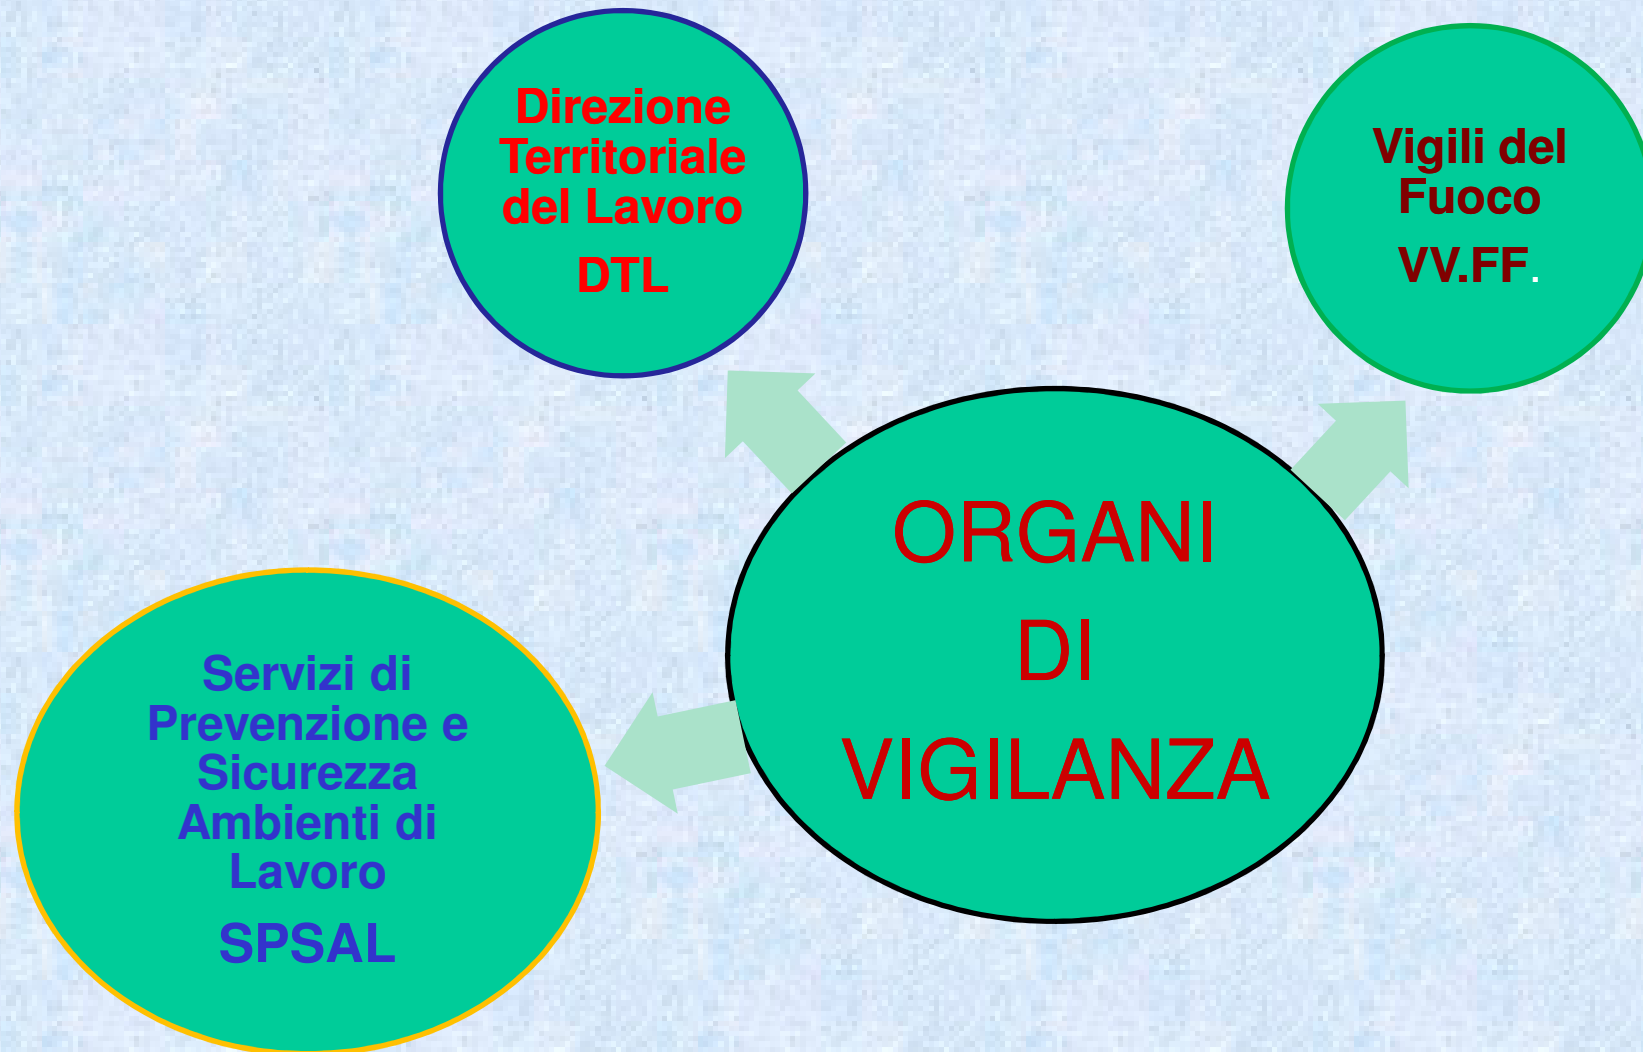 Direzione
Territoriale
del Lavoro
DTL
Vigili del
Fuoco
VV.FF.
ORGANI
DI
VIGILANZA
Servizi di
Prevenzione e
Sicurezza
Ambienti di
Lavoro
SPSAL